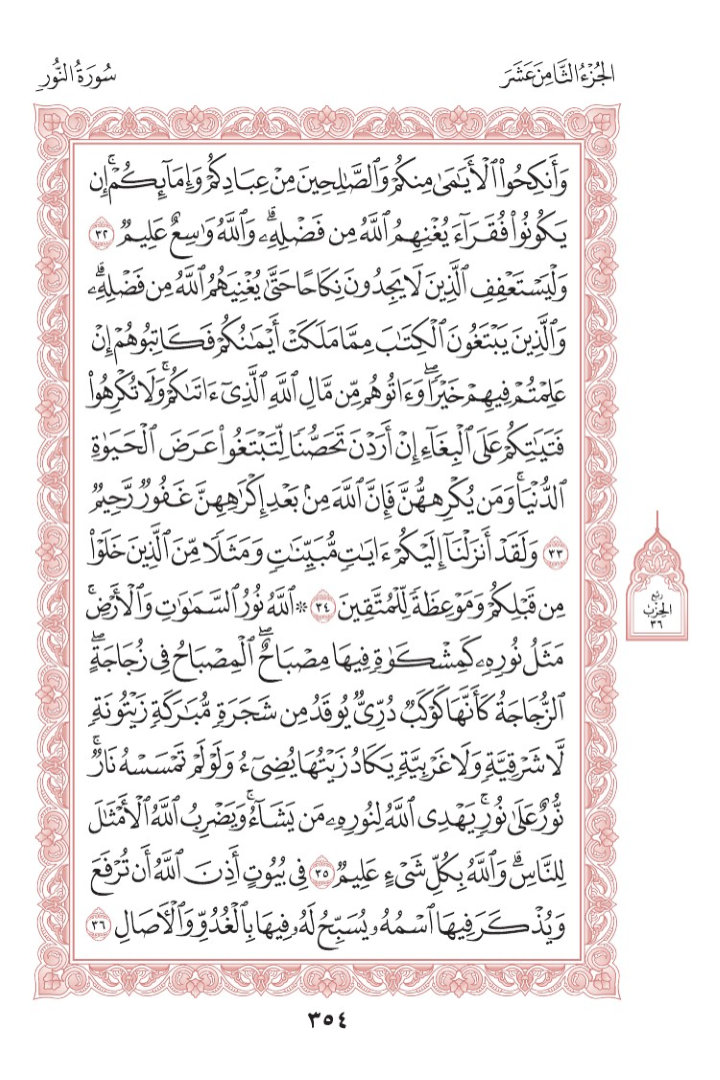 الجُزْءُ الثَّامِنَ عَشَرَ
سُورَةُ النُّورِ
وَأَنكِحُواْ ٱلْأَيَٰمَىٰ مِنكُمْ وَٱلصَّٰلِحِينَ مِنْ عِبَادِكُمْ وَإِمَآئِكُمْۚ إِن
يَكُونُواْ فُقَرَآءَ يُغْنِهِمُ ٱللَّهُ مِن فَضْلِهِۦۗ وَٱللَّهُ وَٰسِعٌ عَلِيمٌ ٣٢
وَلْيَسْتَعْفِفِ ٱلَّذِينَ لَا يَجِدُونَ نِكَاحًا حَتَّىٰ يُغْنِيَهُمُ ٱللَّهُ مِن فَضْلِهِۦۗ
وَٱلَّذِينَ يَبْتَغُونَ ٱلْكِتَٰبَ مِمَّا مَلَكَتْ أَيْمَٰنُكُمْ فَكَاتِبُوهُمْ إِنْ
عَلِمْتُمْ فِيهِمْ خَيْرًاۖ وَءَاتُوهُم مِّن مَّالِ ٱللَّهِ ٱلَّذِىٓ ءَاتَىٰكُمْۚ وَلَا تُكْرِهُواْ
فَتَيَٰتِكُمْ عَلَى ٱلْبِغَآءِ إِنْ أَرَدْنَ تَحَصُّنًا لِّتَبْتَغُواْ عَرَضَ ٱلْحَيَوٰةِ
ٱلدُّنْيَاۚ وَمَن يُكْرِههُّنَّ فَإِنَّ ٱللَّهَ مِنۢ بَعْدِ إِكْرَٰهِهِنَّ غَفُورٌ رَّحِيمٌ
٣٣ وَلَقَدْ أَنزَلْنَآ إِلَيْكُمْ ءَايَٰتٍ مُّبَيِّنَٰتٍ وَمَثَلًا مِّنَ ٱلَّذِينَ خَلَوْاْ
مِن قَبْلِكُمْ وَمَوْعِظَةً لِّلْمُتَّقِينَ ٣٤ ۞ ٱللَّهُ نُورُ ٱلسَّمَٰوَٰتِ وَٱلْأَرْضِۚ
مَثَلُ نُورِهِۦ كَمِشْكَوٰةٍ فِيهَا مِصْبَاحٌۖ ٱلْمِصْبَاحُ فِى زُجَاجَةٍۖ
ٱلزُّجَاجَةُ كَأَنَّهَا كَوْكَبٌ دُرِّىٌّ يُوقَدُ مِن شَجَرَةٍ مُّبَٰرَكَةٍ زَيْتُونَةٍ
لَّا شَرْقِيَّةٍ وَلَا غَرْبِيَّةٍ يَكَادُ زَيْتُهَا يُضِىٓءُ وَلَوْ لَمْ تَمْسَسْهُ نَارٌۚ
نُّورٌ عَلَىٰ نُورٍۚ يَهْدِى ٱللَّهُ لِنُورِهِۦ مَن يَشَآءُۚ وَيَضْرِبُ ٱللَّهُ ٱلْأَمْثَٰلَ
لِلنَّاسِۗ وَٱللَّهُ بِكُلِّ شَىْءٍ عَلِيمٌ ٣٥ فِى بُيُوتٍ أَذِنَ ٱللَّهُ أَن تُرْفَعَ
وَيُذْكَرَ فِيهَا ٱسْمُهُۥ يُسَبِّحُ لَهُۥ فِيهَا بِٱلْغُدُوِّ وَٱلْءَاصَالِ ٣٦
ربع
الحزب
٣٦
٣٥٤